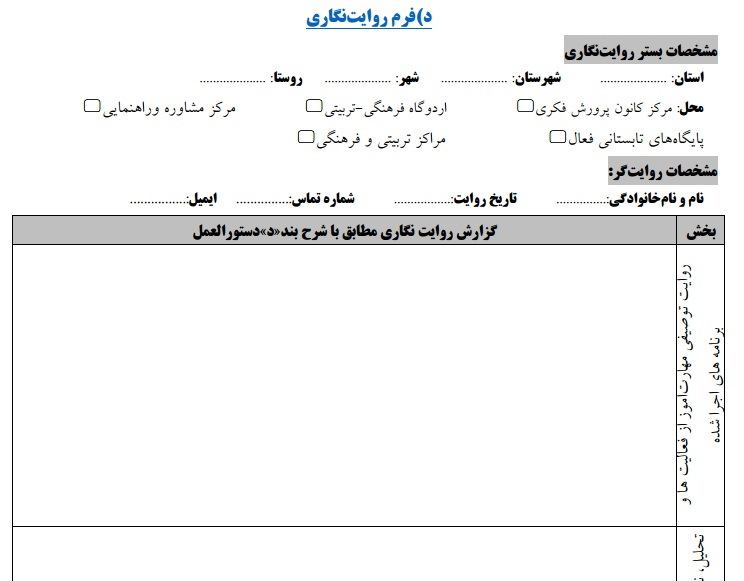 د)فرم روایت‌نگاری
مشخصات بستر روایت‌نگاری
استان: .................... شهرستان: .................... شهر: .................... روستا: ....................
محل: مرکز کانون پرورش فکری اردوگاه فرهنگی-تربیتی مرکز مشاوره وراهنمایی
پایگاه‌های تابستانی فعال مراکز تربیتی و فرهنگی
مشخصات روایت‌گر:
نام و نام‌خانوادگی:............... تاریخ روایت:................. شماره تماس:................ ایمیل:.................
بخش گزارش روایت نگاری مطابق با شرح بند«د»دستورالعمل
روایت توصیفی مهارت‌آموز از فعالیت ها و
برنامه های اجرا شده
تحلیل،